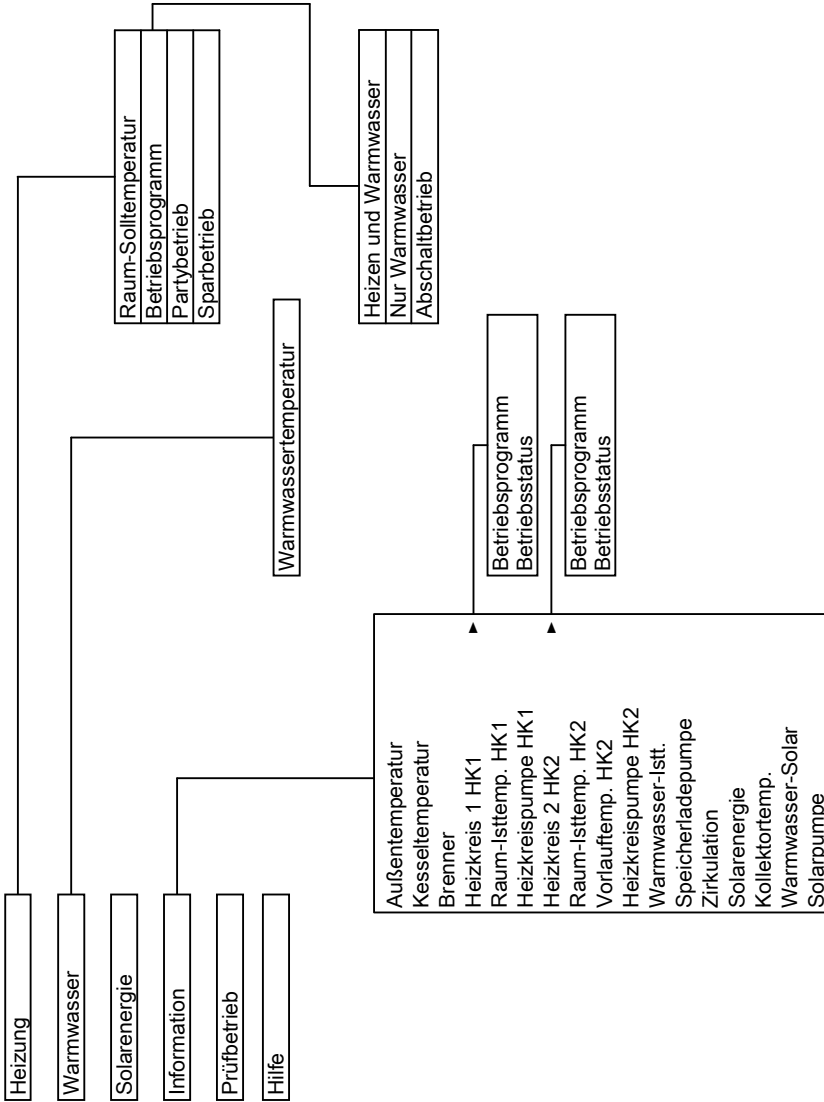 Heizung
Warmwasser
Solarenergie
Information
Prüfbetrieb
Hilfe
Raum-Solltemperatur
Betriebsprogramm
Partybetrieb
Sparbetrieb
Heizen und Warmwasser
Nur Warmwasser
Abschaltbetrieb
Warmwassertemperatur
Außentemperatur
Kesseltemperatur
Brenner
Heizkreis 1 HK1
Raum-Isttemp. HK1
Heizkreispumpe HK1
Heizkreis 2 HK2
Raum-Isttemp. HK2
Vorlauftemp. HK2
Heizkreispumpe HK2
Warmwasser-Istt.
Speicherladepumpe
Zirkulation
Solarenergie
Kollektortemp.
Warmwasser-Solar
Solarpumpe
Betriebsprogramm
Betriebsstatus
Betriebsprogramm
Betriebsstatus